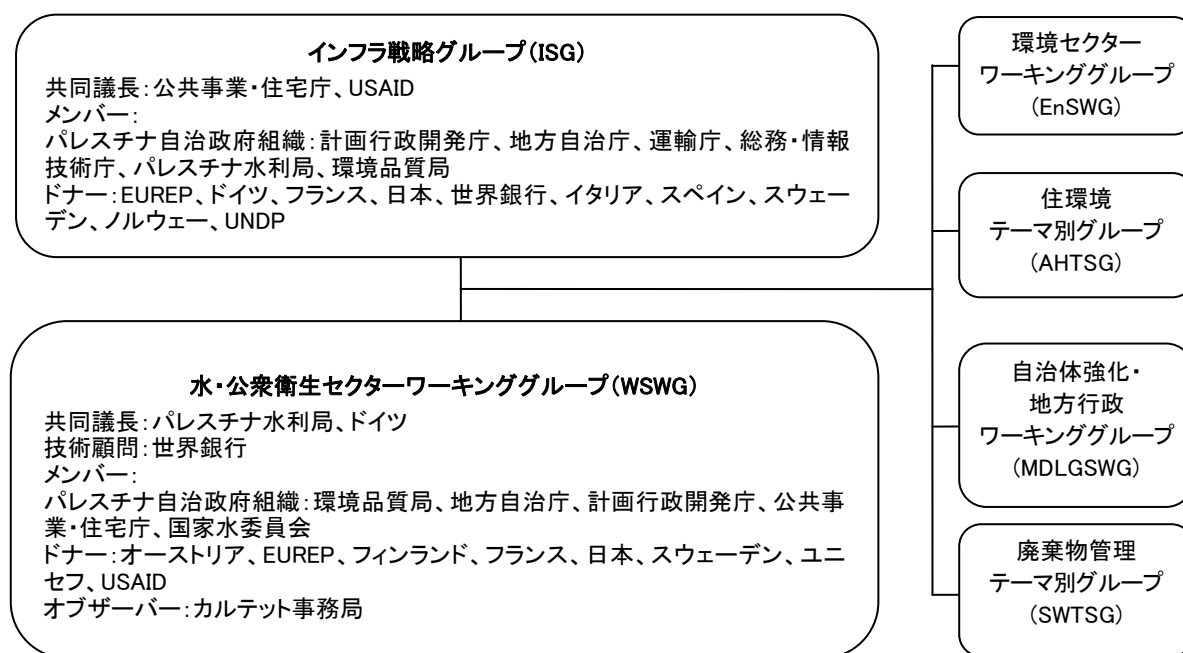 インフラ戦略グループ(ISG)
共同議長:公共事業・住宅庁、USAID
メンバー:
パレスチナ自治政府組織:計画行政開発庁、地方自治庁、運輸庁、総務・情報
技術庁、パレスチナ水利局、環境品質局
ドナー:EUREP、ドイツ、フランス、日本、世界銀行、イタリア、スペイン、スウェー
デン、ノルウェー、UNDP
水・公衆衛生セクターワーキンググループ(WSWG)
共同議長:パレスチナ水利局、ドイツ
技術顧問:世界銀行
メンバー:
パレスチナ自治政府組織:環境品質局、地方自治庁、計画行政開発庁、公共事
業・住宅庁、国家水委員会
ドナー:オーストリア、EUREP、フィンランド、フランス、日本、スウェーデン、ユニ
セフ、USAID
オブザーバー:カルテット事務局
環境セクター
ワーキンググループ
(EnSWG)
住環境
テーマ別グループ
(AHTSG)
自治体強化・
地方行政
ワーキンググループ
(MDLGSWG)
廃棄物管理
テーマ別グループ
(SWTSG)